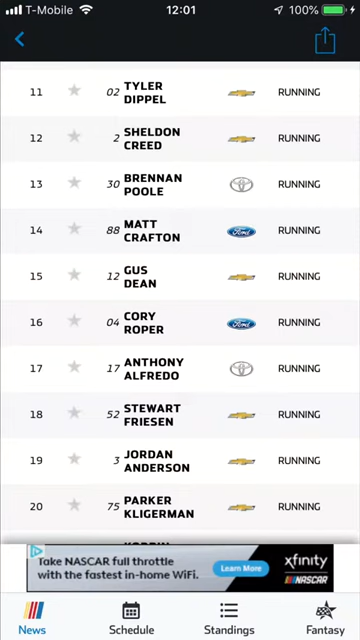 T-Mobile 12:01 100%
11 02 TYLER DIPPEL RUNNING
12 2 SHELDON CREED RUNNING
13 30 BRENNAN POOLE RUNNING
14 88 MATT CRAFTON Ford RUNNING
15 12 GUS DEAN RUNNING
16 04 CORY ROPER Ford RUNNING
17 17 ANTHONY ALFREDO RUNNING
18 52 STEWART FRIESEN RUNNING
19 3 JORDAN ANDERSON RUNNING
20 75 PARKER KLIGERMAN RUNNING
Take NASCAR full throttle
with the fastest in-home WiFi.
Learn More
xfinity
NASCAR
News Schedule Standings Fantasy